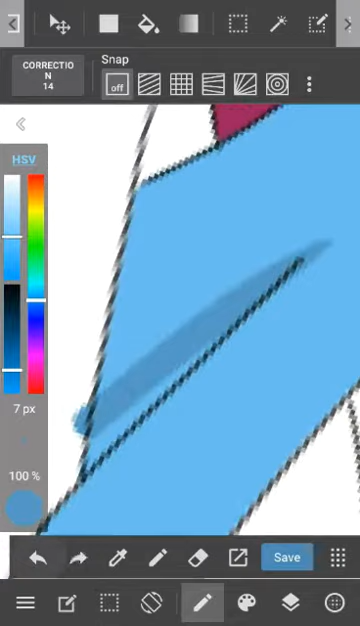 CORRECTIO
N
14
Snap
off
HSV
7 px
100 %
Save